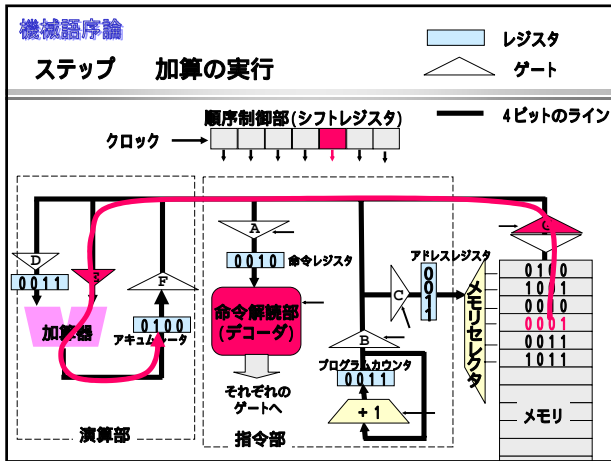 機械語序論
ステップ　加算の実行
レジスタ
ゲート
4ビットのライン
順序制御部(シフトレジスタ)
クロック
D
0011
E
F
加算器
0100
アキュムレータ
演算部
A
0010
命令レジスタ
命令解読部
(デコーダ)
それぞれの
ゲートへ
アドレスレジスタ
0011
C
B
プログラムカウンタ
0011
+1
指令部
メモリセレクタ
G
0100
1001
0000
0001
0011
1011
メモリ